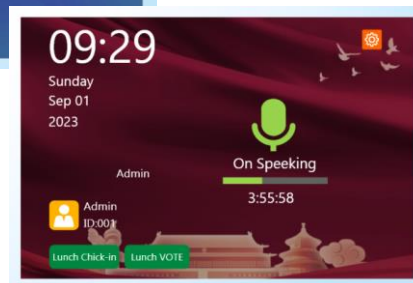 09:29
Sunday
Sep 01
2023
On Speeking
3:55:58
Admin
Admin
ID:001
Lunch Chick-in
Lunch VOTE